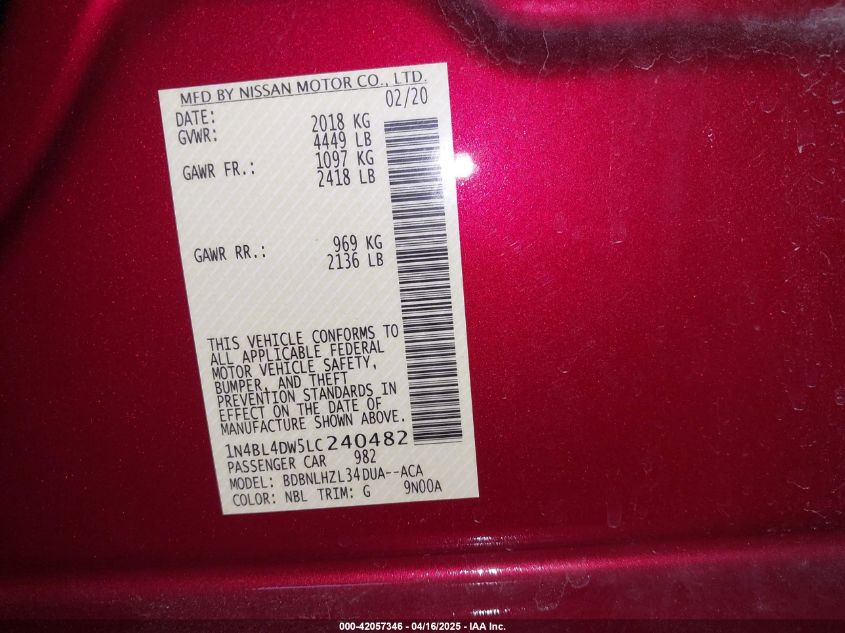 MFD BY NISSAN MOTOR CO., LTD.
DATE: 02/20
GVWR: 2018 KG
4449 LB
GAWR FR.: 1097 KG
2418 LB
GAWR RR.: 969 KG
2136 LB
THIS VEHICLE CONFORMS TO
ALL APPLICABLE FEDERAL
MOTOR VEHICLE SAFETY,
BUMPER, AND THEFT
PREVENTION STANDARDS IN
EFFECT ON THE DATE OF
MANUFACTURE SHOWN ABOVE.
1N4BL4DW5LC240482
PASSENGER CAR 982
MODEL: BDBNLHZL34DUA--ACA
COLOR: NBL TRIM: G 9N00A
000-42057346 - 04/16/2025 - IAA Inc.